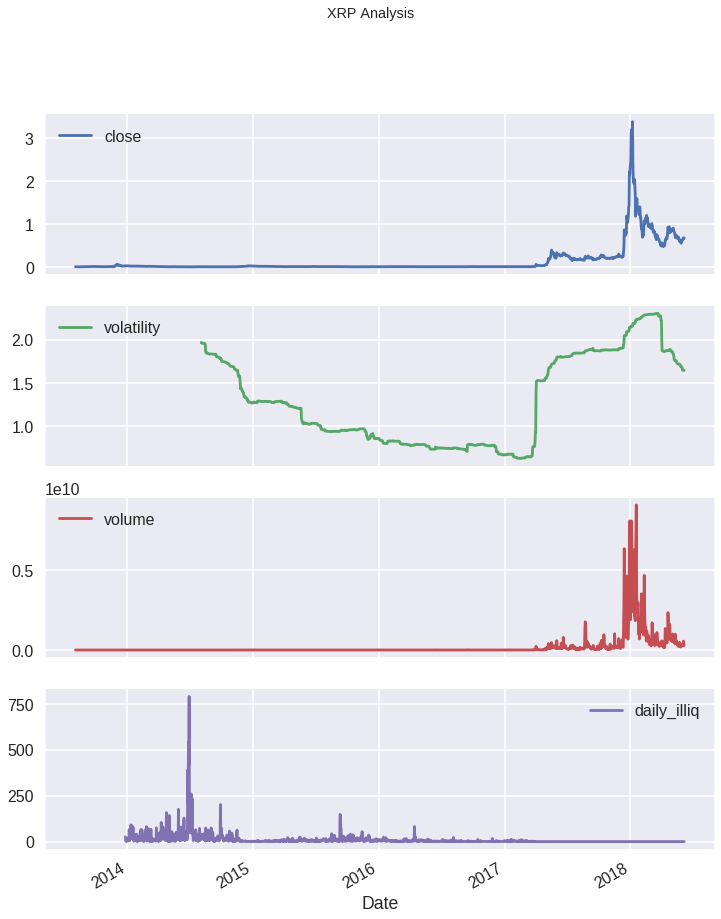 XRP Analysis
close
3
2
1
0
volatility
2.0
1.5
1.0
1e10
volume
0.5
0.0
daily_illiq
750
500
250
0
2014
2015
2016
2017
2018
Date